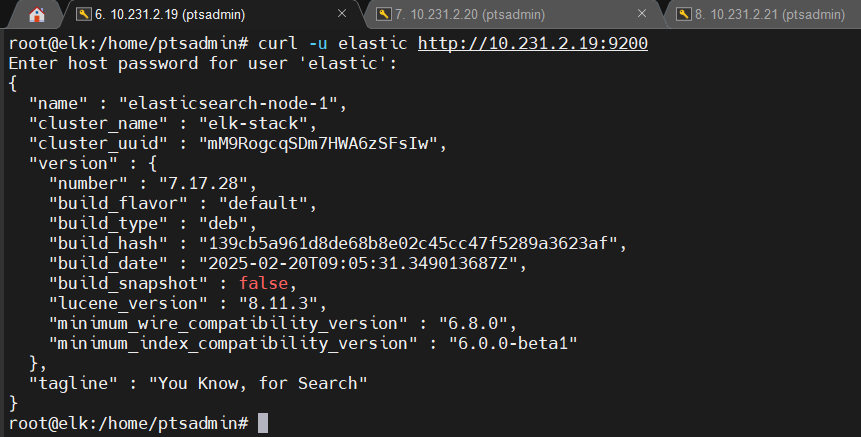 6. 10.231.2.19 (ptsadmin)
7. 10.231.2.20 (ptsadmin)
8. 10.231.2.21 (ptsadmin)
root@elk:/home/ptsadmin# curl -u elastic http://10.231.2.19:9200
Enter host password for user 'elastic':
{
  "name" : "elasticsearch-node-1",
  "cluster_name" : "elk-stack",
  "cluster_uuid" : "mM9RogcqSDm7HWA6zSFsIw",
  "version" : {
    "number" : "7.17.28",
    "build_flavor" : "default",
    "build_type" : "deb",
    "build_hash" : "139cb5a961d8de68b8e02c45cc47f5289a3623af",
    "build_date" : "2025-02-20T09:05:31.349013687Z",
    "build_snapshot" : false,
    "lucene_version" : "8.11.3",
    "minimum_wire_compatibility_version" : "6.8.0",
    "minimum_index_compatibility_version" : "6.0.0-beta1"
  },
  "tagline" : "You Know, for Search"
}
root@elk:/home/ptsadmin#